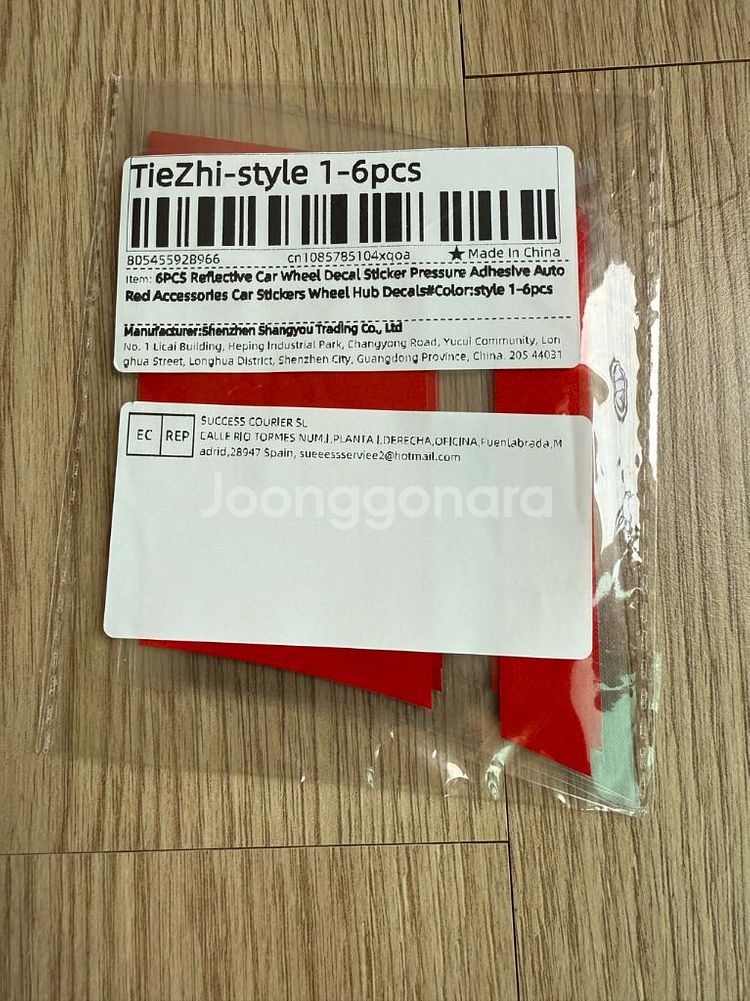 TieZhi-style 1-6pcs
805455928966 cn1085785104xqoa ★ Made In China
Item: 6PCS Reflective Car Wheel Decal Sticker Pressure Adhesive Auto
Red Accessories Car Stickers Wheel Hub Decals#Color:style 1-6pcs
Manufacturer:Shenzhen Shangyou Trading Co., Ltd
No. 1 Licai Building, Heping Industrial Park, Changyong Road, Yucui Community, Lon
ghua Street, Longhua District, Shenzhen City, Guangdong Province, China. 205 44031
EC REP
SUCCESS COURIER SL
CALLE RIO TORMES NUM.I,PLANTA I,DERECHA,OFICINA,Fuenlabrada,M
adrid,28947 Spain, sueeessserviee2@hotmail.com
Joonggonara